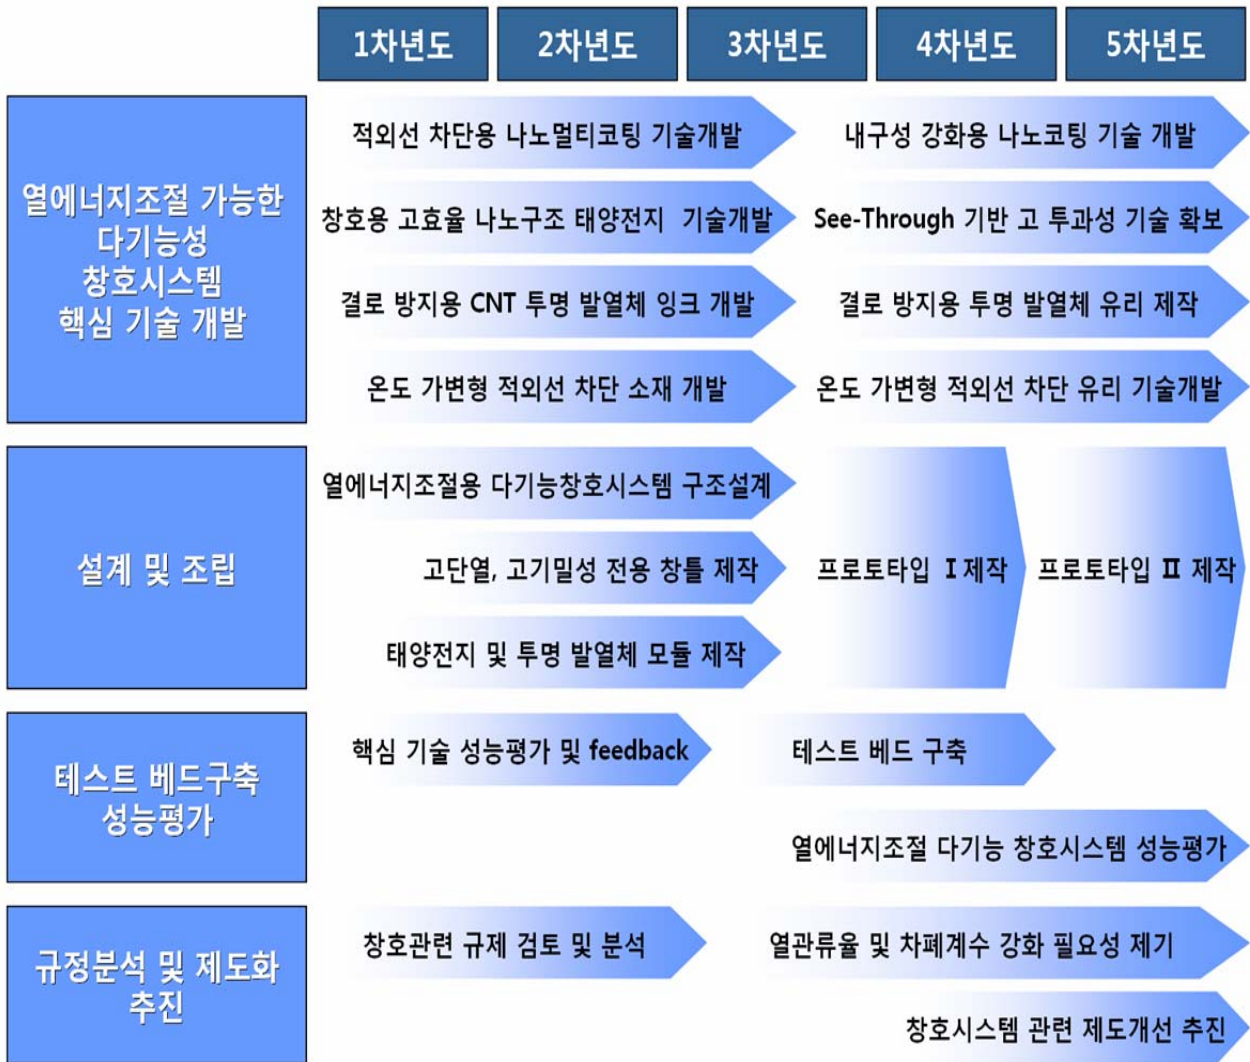 1차년도 2차년도 3차년도 4차년도 5차년도
열에너지조절 가능한
다기능성
창호시스템
핵심 기술 개발
적외선 차단용 나노멀티코팅 기술개발
내구성 강화용 나노코팅 기술 개발
창호용 고효율 나노구조 태양전지 기술개발
See-Through 기반 고 투과성 기술 확보
결로 방지용 CNT 투명 발열체 잉크 개발
결로 방지용 투명 발열체 유리 제작
온도 가변형 적외선 차단 소재 개발
온도 가변형 적외선 차단 유리 기술개발
설계 및 조립
열에너지조절용 다기능창호시스템 구조설계
고단열, 고기밀성 전용 창틀 제작
태양전지 및 투명 발열체 모듈 제작
프로토타입 Ⅰ제작
프로토타입 Ⅱ 제작
테스트 베드구축
성능평가
핵심 기술 성능평가 및 feedback
테스트 베드 구축
열에너지조절 다기능 창호시스템 성능평가
규정분석 및 제도화
추진
창호관련 규제 검토 및 분석
열관류율 및 차폐계수 강화 필요성 제기
창호시스템 관련 제도개선 추진